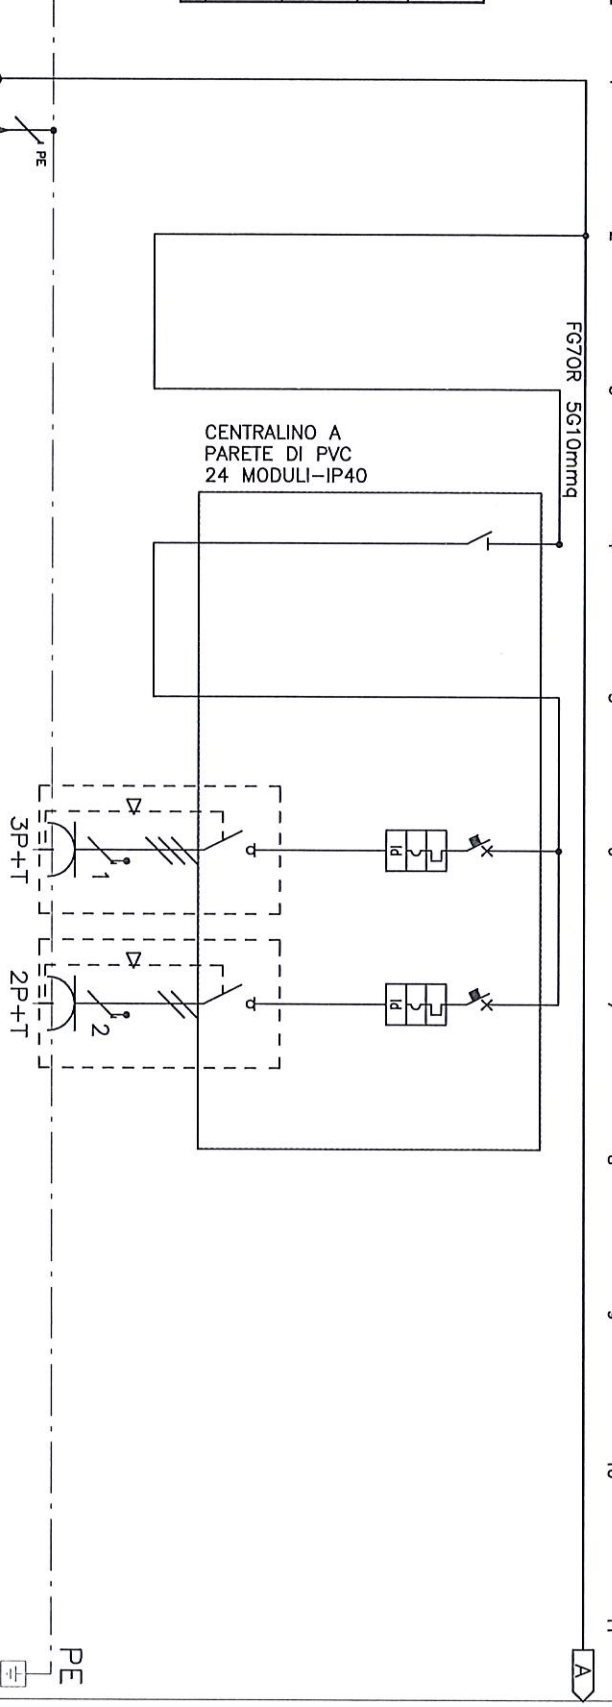 PE
FG7OR 5G10mmq
CENTRALINO A
PARETE DI PVC
24 MODULI-IP40
Id
1
3P+T
Id
2
2P+T
PE
A